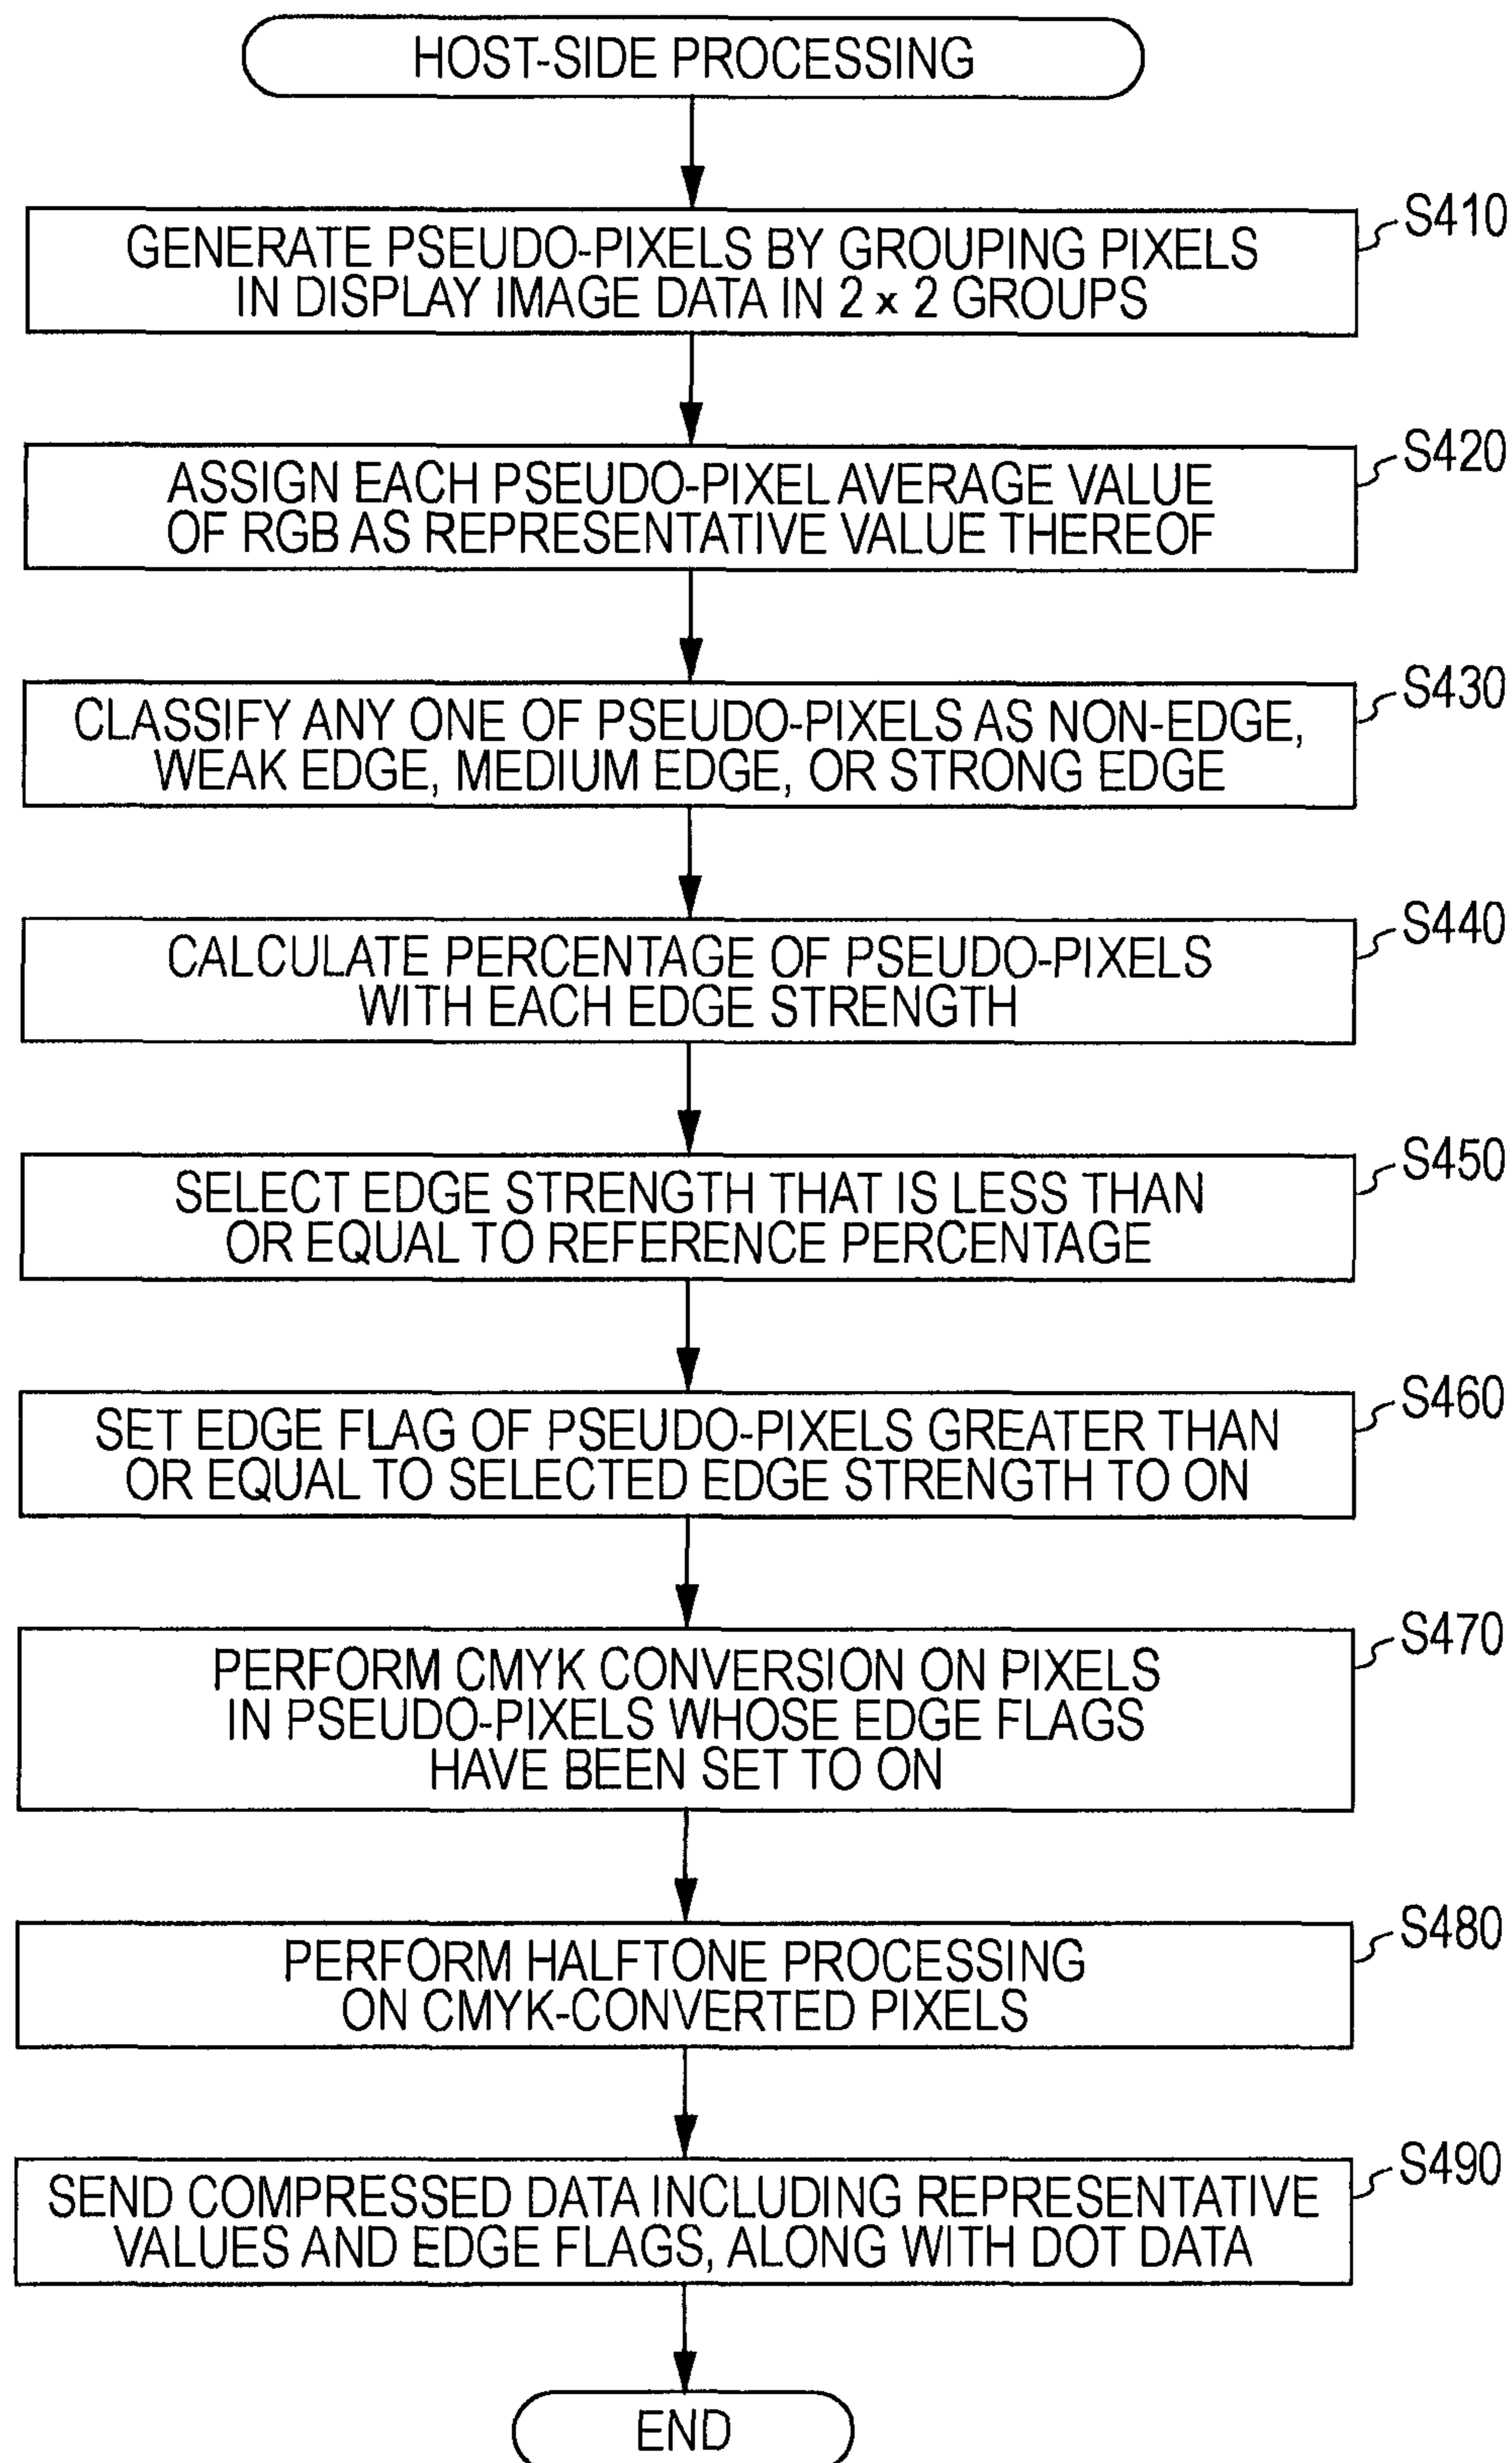 HOST-SIDE PROCESSING
S410
GENERATE PSEUDO-PIXELS BY GROUPING PIXELS
IN DISPLAY IMAGE DATA IN 2 x 2 GROUPS
S420
ASSIGN EACH PSEUDO-PIXEL AVERAGE VALUE
OF RGB AS REPRESENTATIVE VALUE THEREOF
S430
CLASSIFY ANY ONE OF PSEUDO-PIXELS AS NON-EDGE,
WEAK EDGE, MEDIUM EDGE, OR STRONG EDGE
S440
CALCULATE PERCENTAGE OF PSEUDO-PIXELS
WITH EACH EDGE STRENGTH
S450
SELECT EDGE STRENGTH THAT IS LESS THAN
OR EQUAL TO REFERENCE PERCENTAGE
S460
SET EDGE FLAG OF PSEUDO-PIXELS GREATER THAN
OR EQUAL TO SELECTED EDGE STRENGTH TO ON
S470
PERFORM CMYK CONVERSION ON PIXELS
IN PSEUDO-PIXELS WHOSE EDGE FLAGS
HAVE BEEN SET TO ON
S480
PERFORM HALFTONE PROCESSING
ON CMYK-CONVERTED PIXELS
S490
SEND COMPRESSED DATA INCLUDING REPRESENTATIVE
VALUES AND EDGE FLAGS, ALONG WITH DOT DATA
END